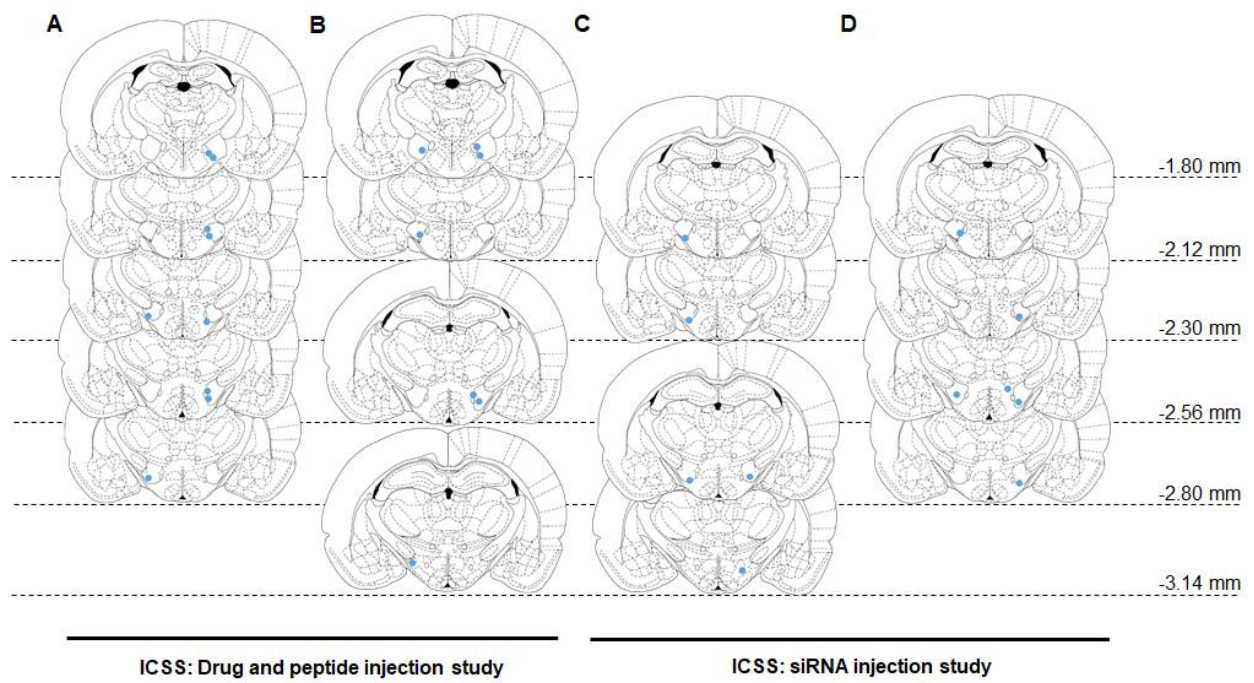 A B C D
-1.80 mm
-2.12 mm
-2.30 mm
-2.56 mm
-2.80 mm
-3.14 mm
ICSS: Drug and peptide injection study
ICSS: siRNA injection study